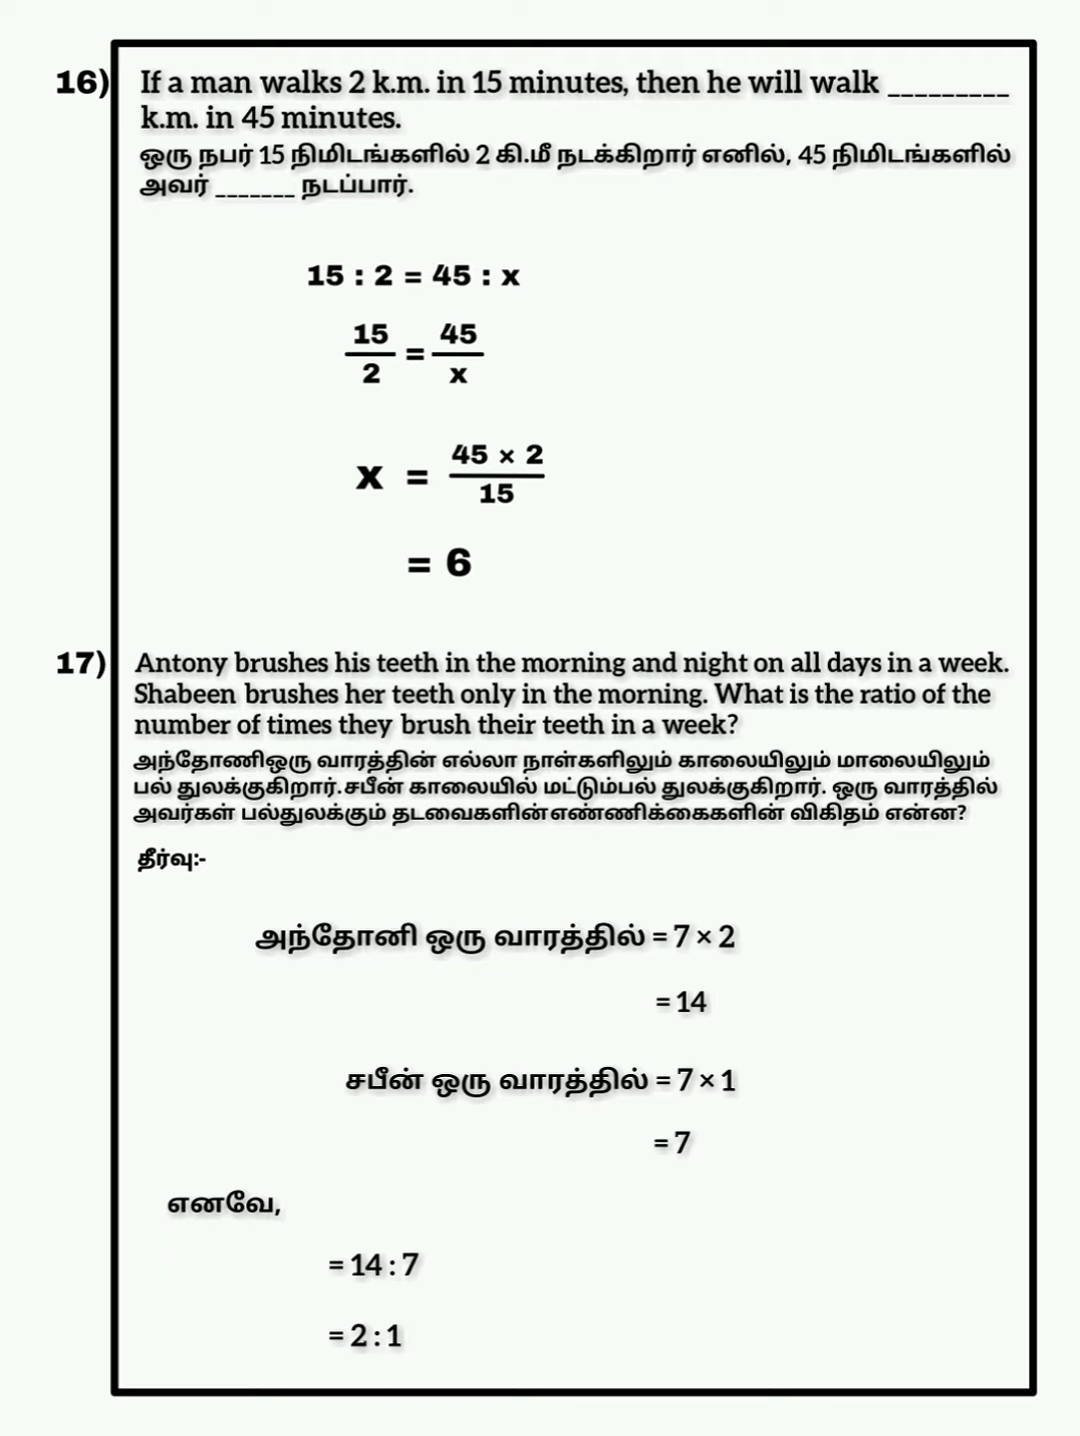 16) If a man walks 2 k.m. in 15 minutes, then he will walk _________
k.m. in 45 minutes.
ஒரு நபர் 15 நிமிடங்களில் 2 கி.மீ நடக்கிறார் எனில், 45 நிமிடங்களில்
அவர் _______ நடப்பார்.
15 : 2 = 45 : x
15/2 = 45/x
x = 45 × 2/15
= 6
17) Antony brushes his teeth in the morning and night on all days in a week.
Shabeen brushes her teeth only in the morning. What is the ratio of the
number of times they brush their teeth in a week?
அந்தோணிஒரு வாரத்தின் எல்லா நாள்களிலும் காலையிலும் மாலையிலும்
பல் துலக்குகிறார்.சபீன் காலையில் மட்டும்பல் துலக்குகிறார். ஒரு வாரத்தில்
அவர்கள் பல்துலக்கும் தடவைகளின்எண்ணிக்கைகளின் விகிதம் என்ன?
தீர்வு:-
அந்தோனி ஒரு வாரத்தில் = 7 × 2
= 14
சபீன் ஒரு வாரத்தில் = 7 × 1
= 7
எனவே,
= 14 : 7
= 2 : 1